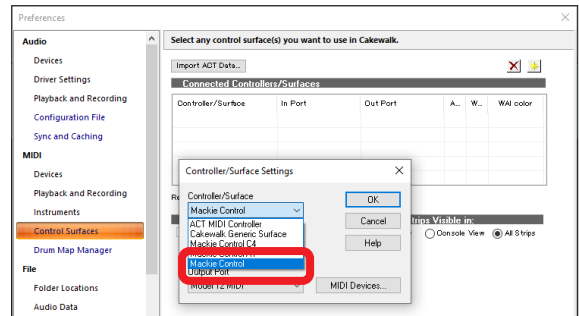 Preferences
Audio
Devices
Driver Settings
Playback and Recording
Configuration File
Sync and Caching
MIDI
Devices
Playback and Recording
Instruments
Control Surfaces
Drum Map Manager
File
Folder Locations
Audio Data
Select any control surface(s) you want to use in Cakewalk.
Import ACT Data...
Connected Controllers/Surfaces
Controller/Surface In Port Out Port A... W... WAI color
Controller/Surface Settings
Controller/Surface
Mackie Control
ACT MIDI Controller
Cakewalk Generic Surface
Mackie Control C4
Mackie Control
Output Port
Model 12 MIDI
OK
Cancel
Help
MIDI Devices...
trips Visible in:
Console View All Strips